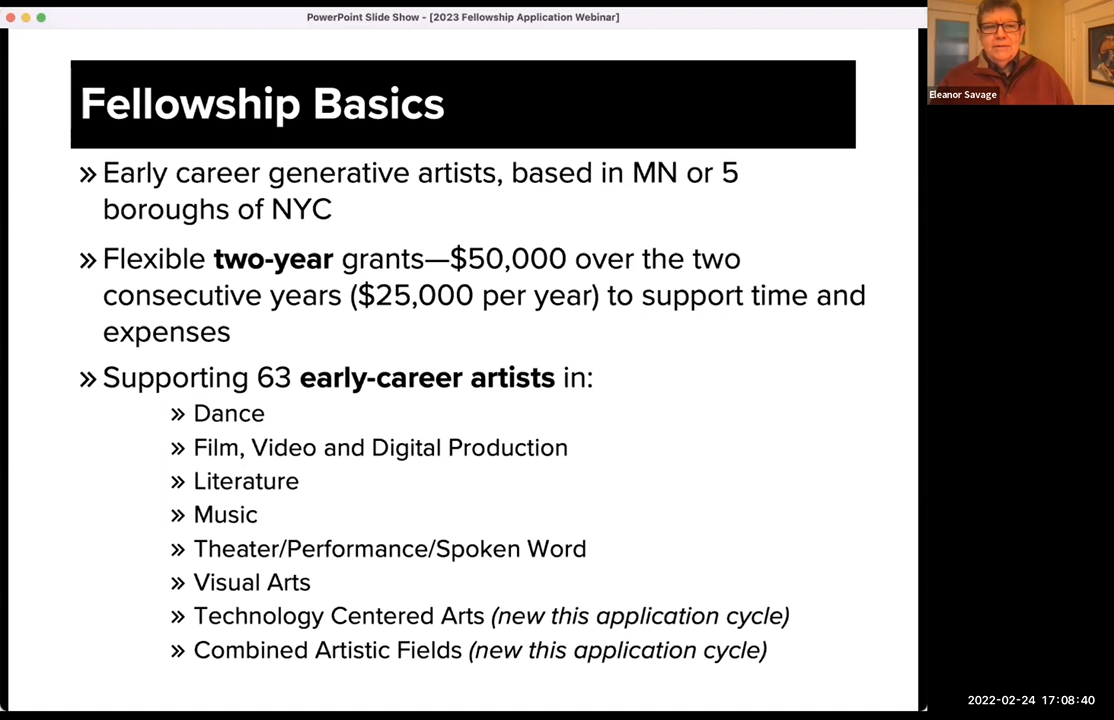 PowerPoint Slide Show - [2023 Fellowship Application Webinar]
Eleanor Savage
Fellowship Basics
» Early career generative artists, based in MN or 5
boroughs of NYC
» Flexible two-year grants—$50,000 over the two
consecutive years ($25,000 per year) to support time and
expenses
» Supporting 63 early-career artists in:
» Dance
» Film, Video and Digital Production
» Literature
» Music
» Theater/Performance/Spoken Word
» Visual Arts
» Technology Centered Arts (new this application cycle)
» Combined Artistic Fields (new this application cycle)
2022-02-24 17:08:40